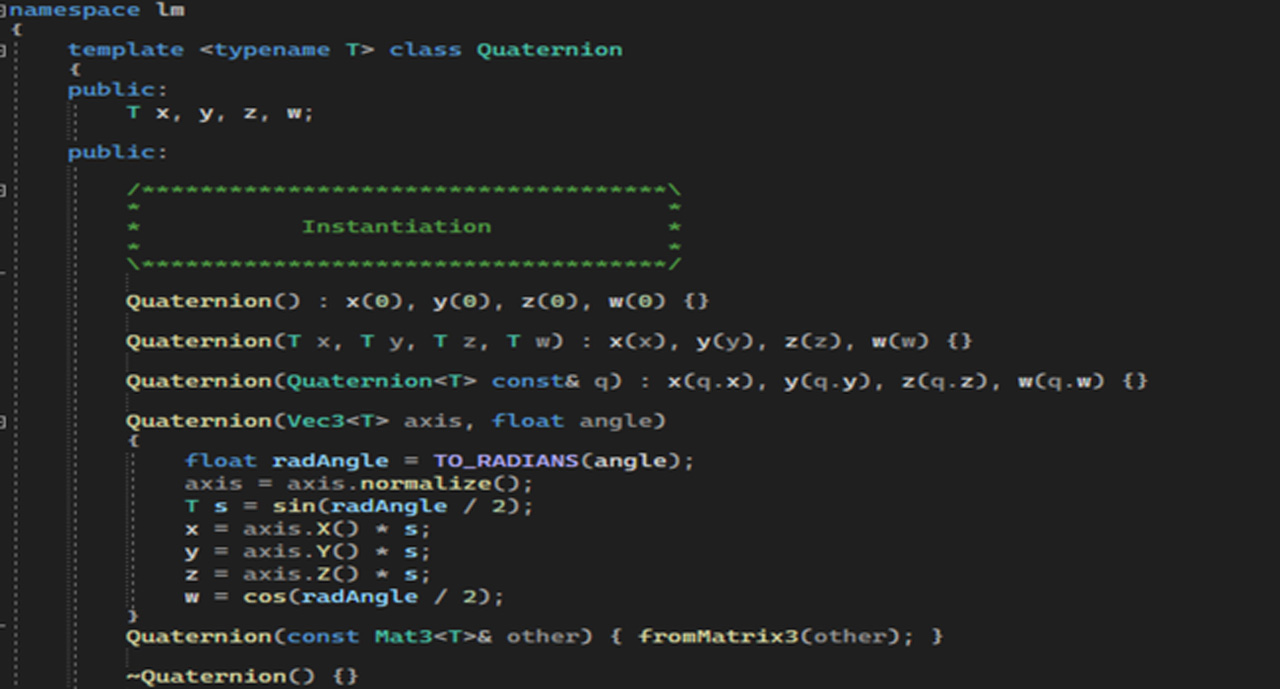 namespace lm
{
    template <typename T> class Quaternion
    {
    public:
        T x, y, z, w;
    public:
        /************************************\
        *                                    *
        *           Instantiation            *
        *                                    *
        \************************************/
        Quaternion() : x(0), y(0), z(0), w(0) {}
        Quaternion(T x, T y, T z, T w) : x(x), y(y), z(z), w(w) {}
        Quaternion(Quaternion<T> const& q) : x(q.x), y(q.y), z(q.z), w(q.w) {}
        Quaternion(Vec3<T> axis, float angle)
        {
            float radAngle = TO_RADIANS(angle);
            axis = axis.normalize();
            T s = sin(radAngle / 2);
            x = axis.X() * s;
            y = axis.Y() * s;
            z = axis.Z() * s;
            w = cos(radAngle / 2);
        }
        Quaternion(const Mat3<T>& other) { fromMatrix3(other); }
        ~Quaternion() {}